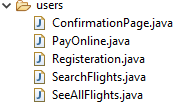 users
ConfirmationPage.java
PayOnline.java
Registeration.java
SearchFlights.java
SeeAllFlights.java